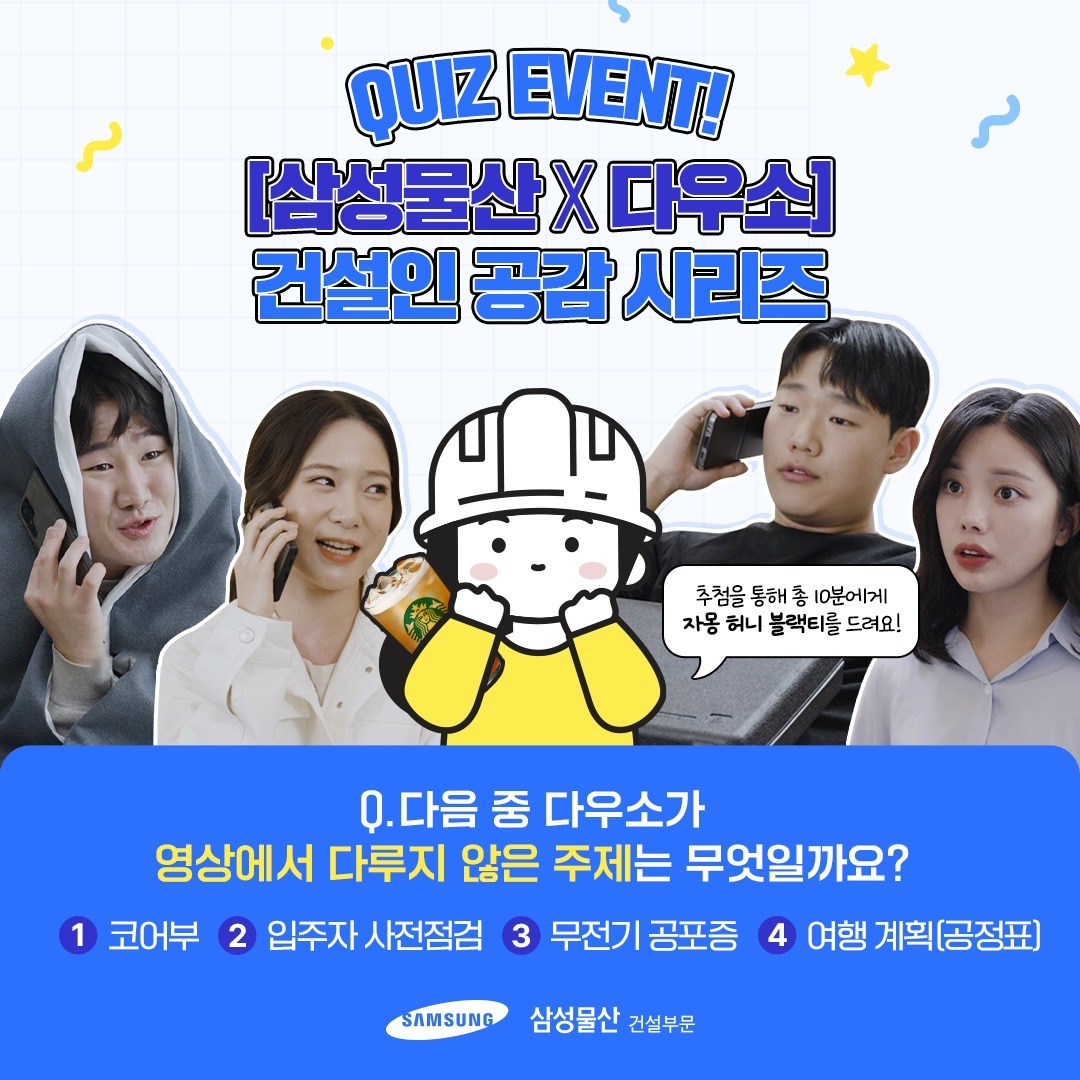 QUIZ EVENT!
[삼성물산 X 다우소]
건설인 공감 시리즈
추첨을 통해 총 10분에게
자몽 허니 블랙티를 드려요!
Q.다음 중 다우소가
영상에서 다루지 않은 주제는 무엇일까요?
1 코어부 2 입주자 사전점검 3 무전기 공포증 4 여행 계획(공정표)
SAMSUNG 삼성물산 건설부문